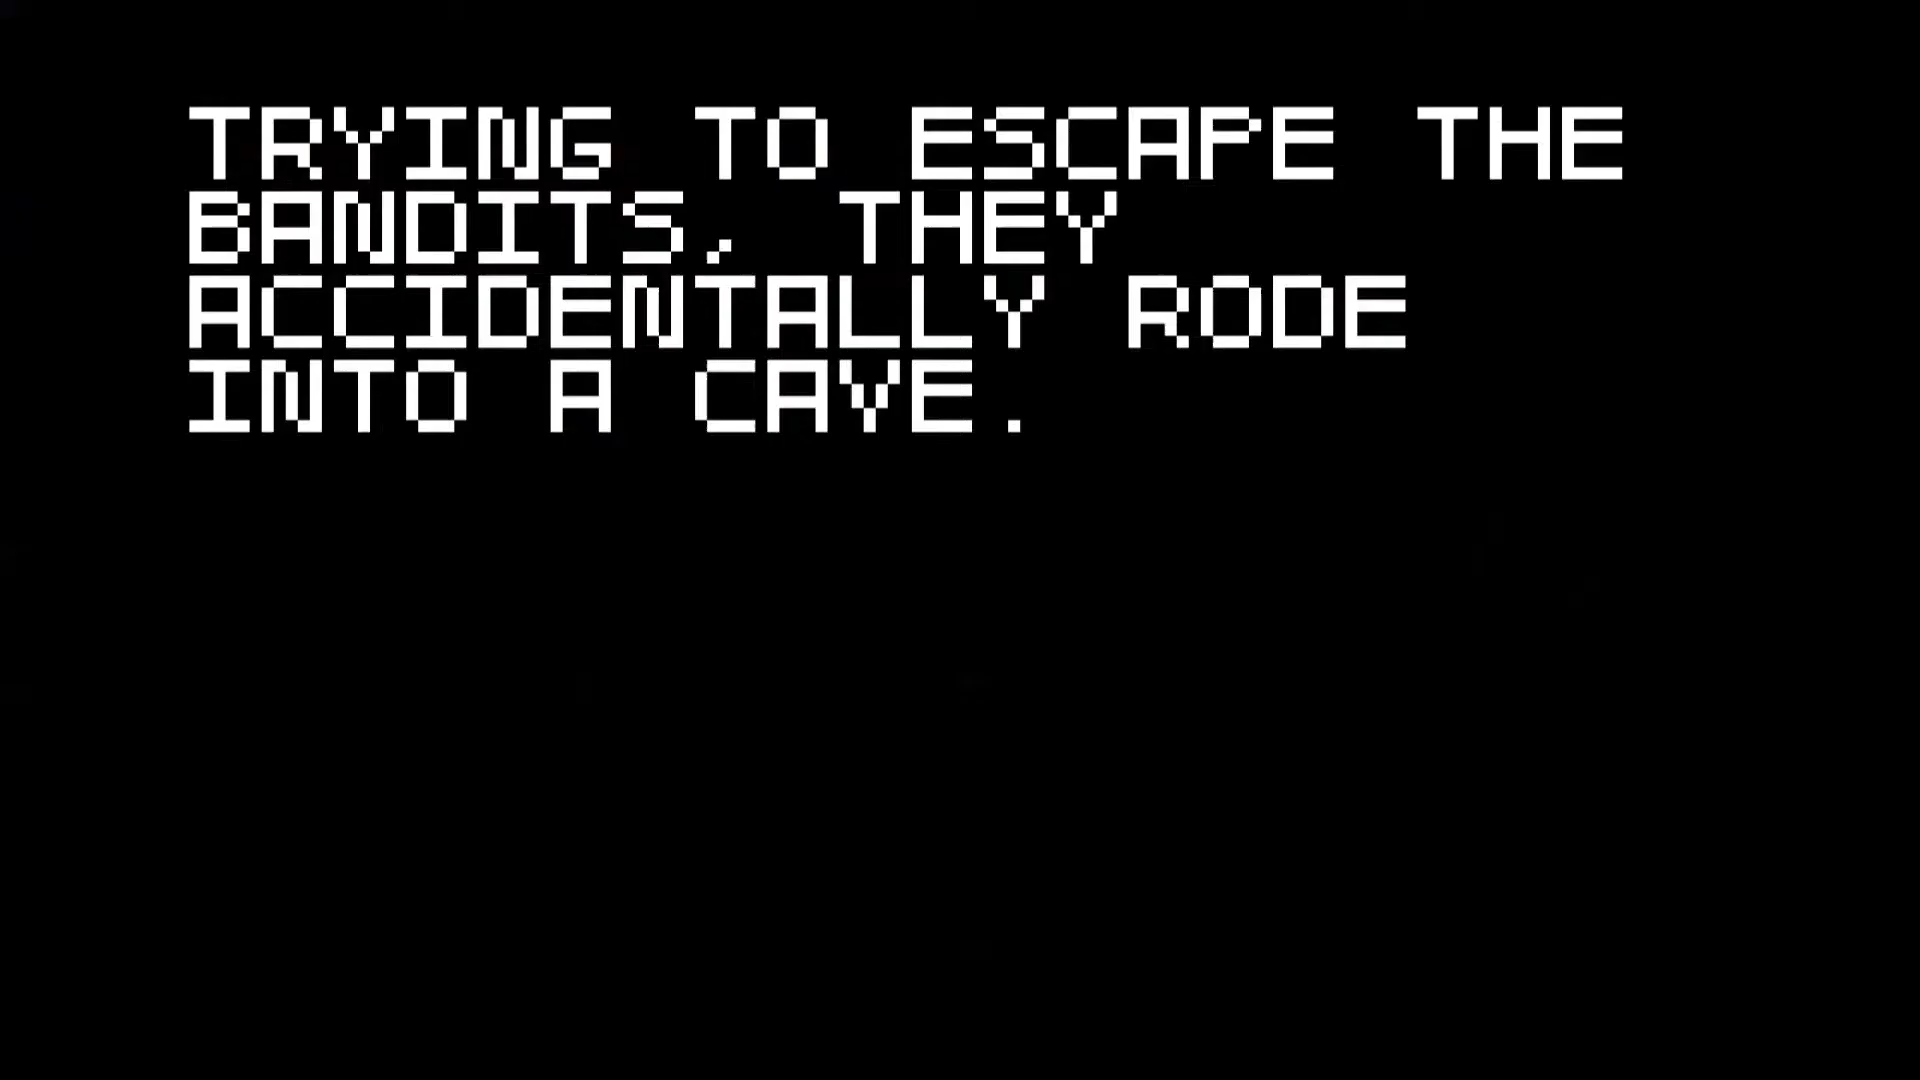 TRYING TO ESCAPE THE
BANDITS, THEY
ACCIDENTALLY RODE
INTO A CAVE.